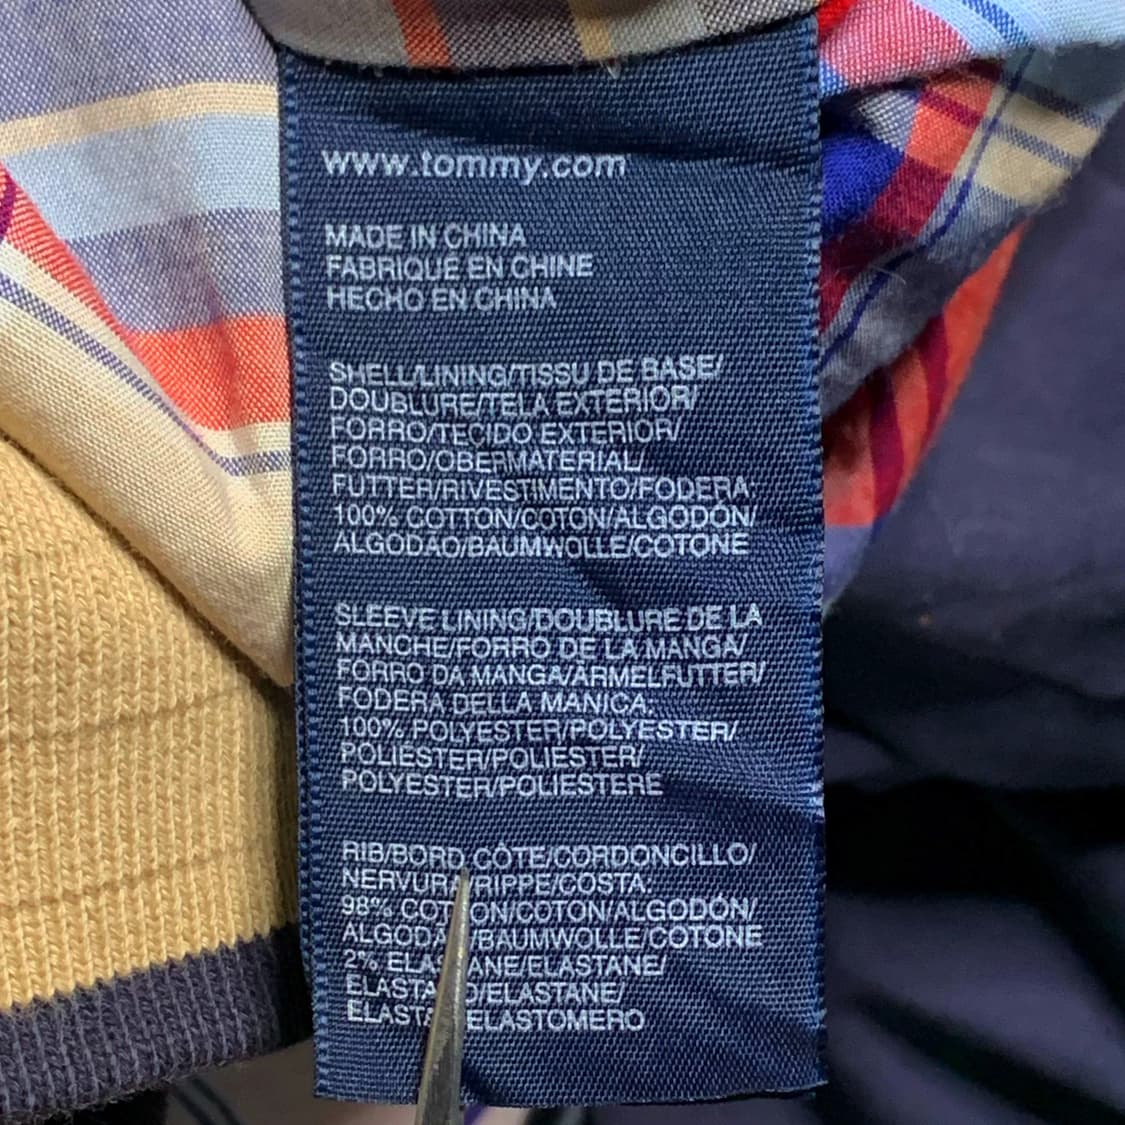 www.tommy.com
MADE IN CHINA
FABRIQUÉ EN CHINE
HECHO EN CHINA
SHELL/LINING/TISSU DE BASE/
DOUBLURE/TELA EXTERIOR/
FORRO/TECIDO EXTERIOR/
FORRO/OBERMATERIAL/
FUTTER/RIVESTIMENTO/FODERA
100% COTTON/COTON/ALGODÓN/
ALGODÃO/BAUMWOLLE/COTONE
SLEEVE LINING/DOUBLURE DE LA
MANCHE/FORRO DE LA MANGA/
FORRO DA MANGA/ÄRMELFUTTER/
FODERA DELLA MANICA:
100% POLYESTER/POLYESTER/
POLIÉSTER/POLIÉSTER/
POLYESTER/POLIESTERE
RIB/BORD CÔTE/CORDONCILLO/
NERVURA/RIPPE/COSTA:
98% COTTON/COTON/ALGODÓN/
ALGODÃO/BAUMWOLLE/COTONE
2% ELASTANE/ELASTANE/
ELASTANO/ELASTANE/
ELASTOMERO